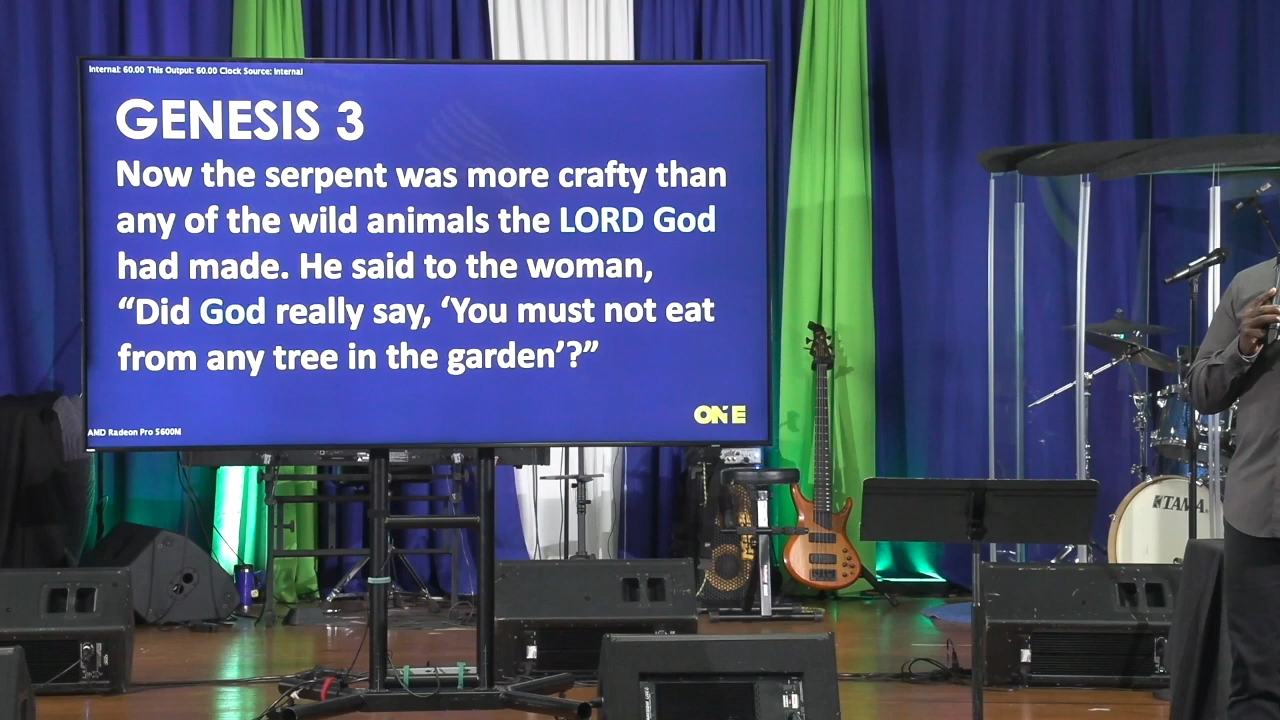 Internal: 60.00 This Output: 60.00 Clock Source: Internal
GENESIS 3
Now the serpent was more crafty than
any of the wild animals the LORD God
had made. He said to the woman,
“Did God really say, ‘You must not eat
from any tree in the garden’?”
ONE
AMD Radeon Pro 5600M
TAMA